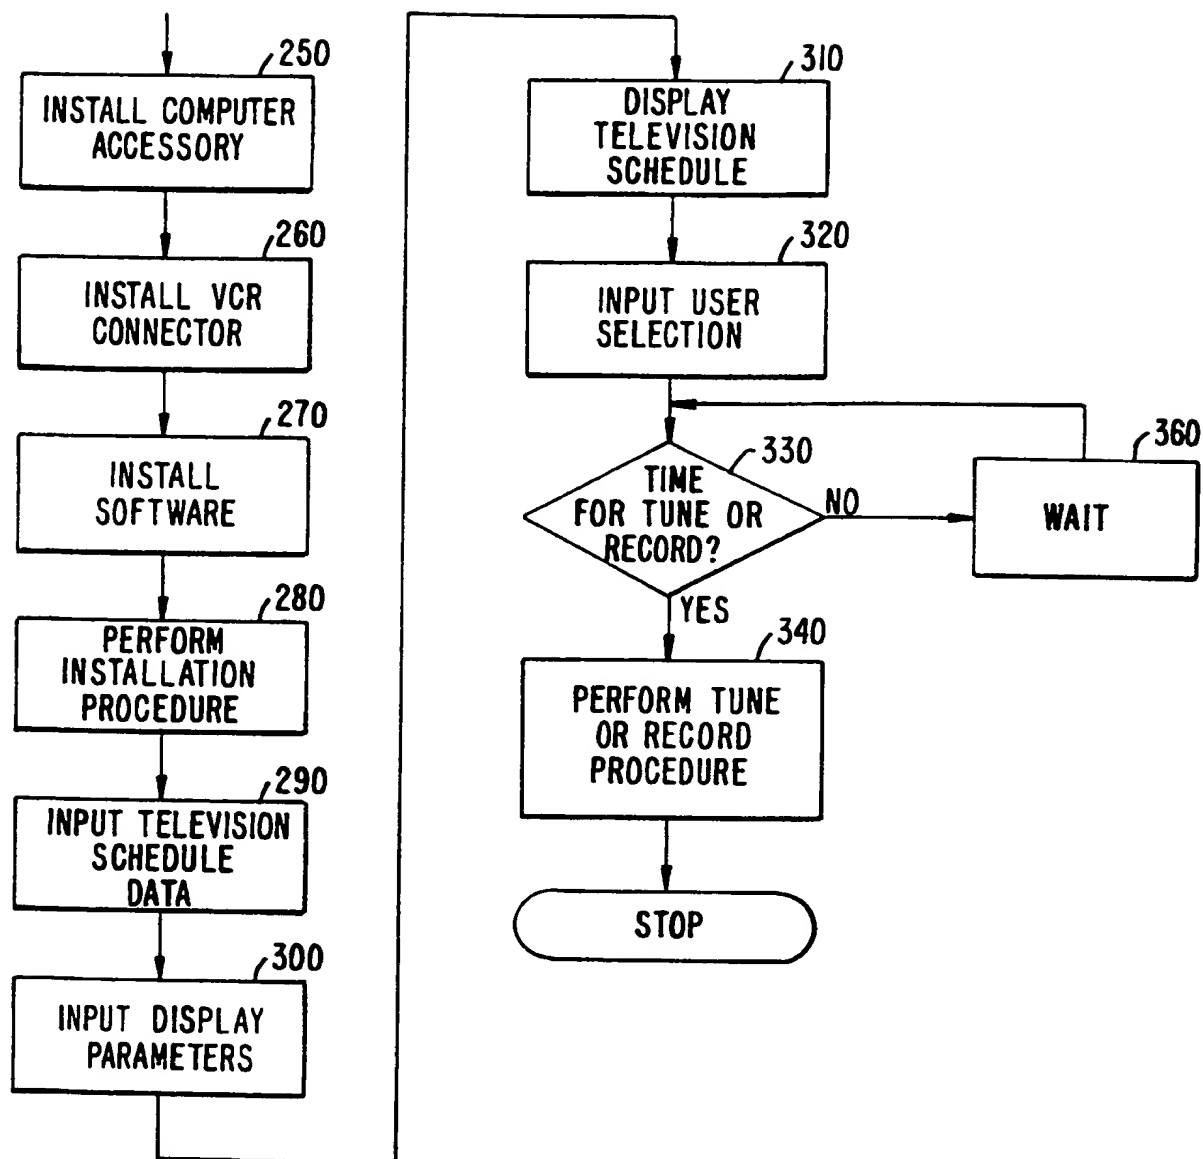 250
INSTALL COMPUTER
ACCESSORY
260
INSTALL VCR
CONNECTOR
270
INSTALL
SOFTWARE
280
PERFORM
INSTALLATION
PROCEDURE
290
INPUT TELEVISION
SCHEDULE
DATA
300
INPUT DISPLAY
PARAMETERS
310
DISPLAY
TELEVISION
SCHEDULE
320
INPUT USER
SELECTION
330
TIME
FOR TUNE OR
RECORD?
NO
360
WAIT
YES
340
PERFORM TUNE
OR RECORD
PROCEDURE
STOP